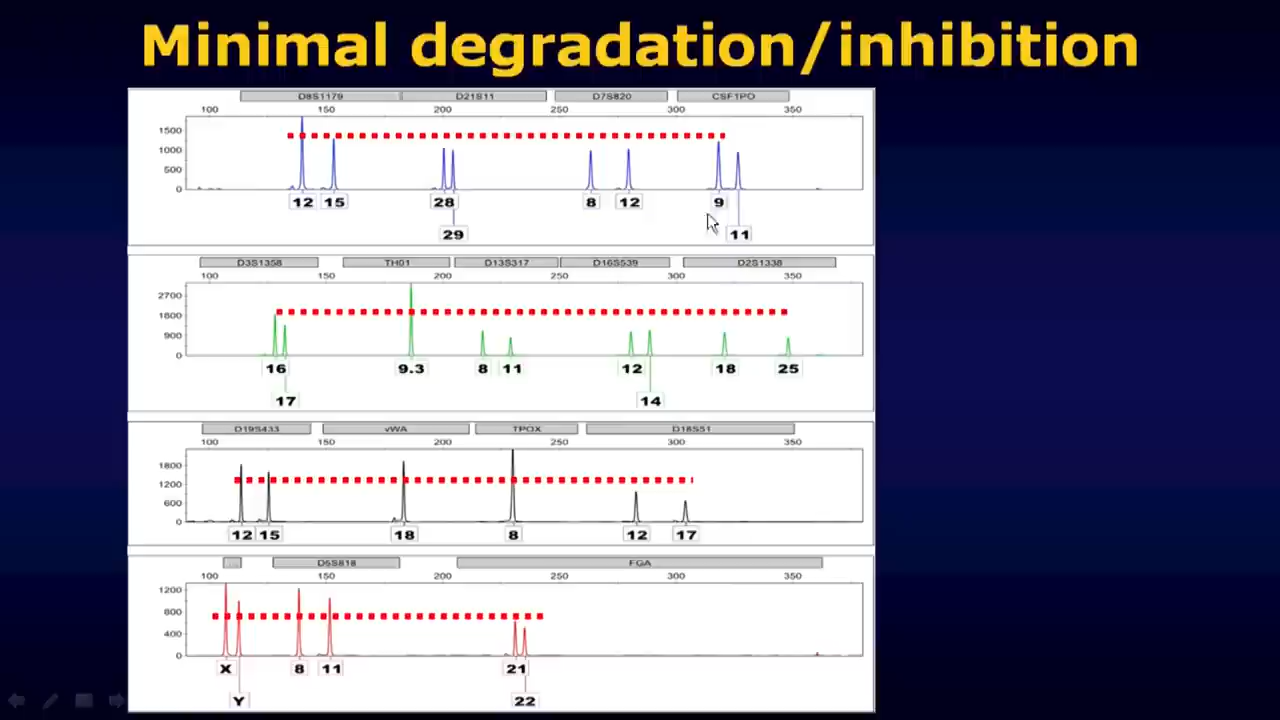 Minimal degradation/inhibition
D8S1179 D21S11 D7S820 CSF1PO
100 150 200 250 300 350
1500
1000
500
0
12 15 28 8 12 9
29 11
D3S1358 TH01 D13S317 D16S539 D2S1338
100 150 200 250 300 350
2700
1800
900
0
16 9.3 8 11 12 18 25
17 14
D19S433 vWA TPOX D18S51
100 150 200 250 300 350
1800
1200
600
0
12 15 18 8 12 17
D5S818 FGA
100 150 200 250 300 350
1200
800
400
0
X 8 11 21
Y 22